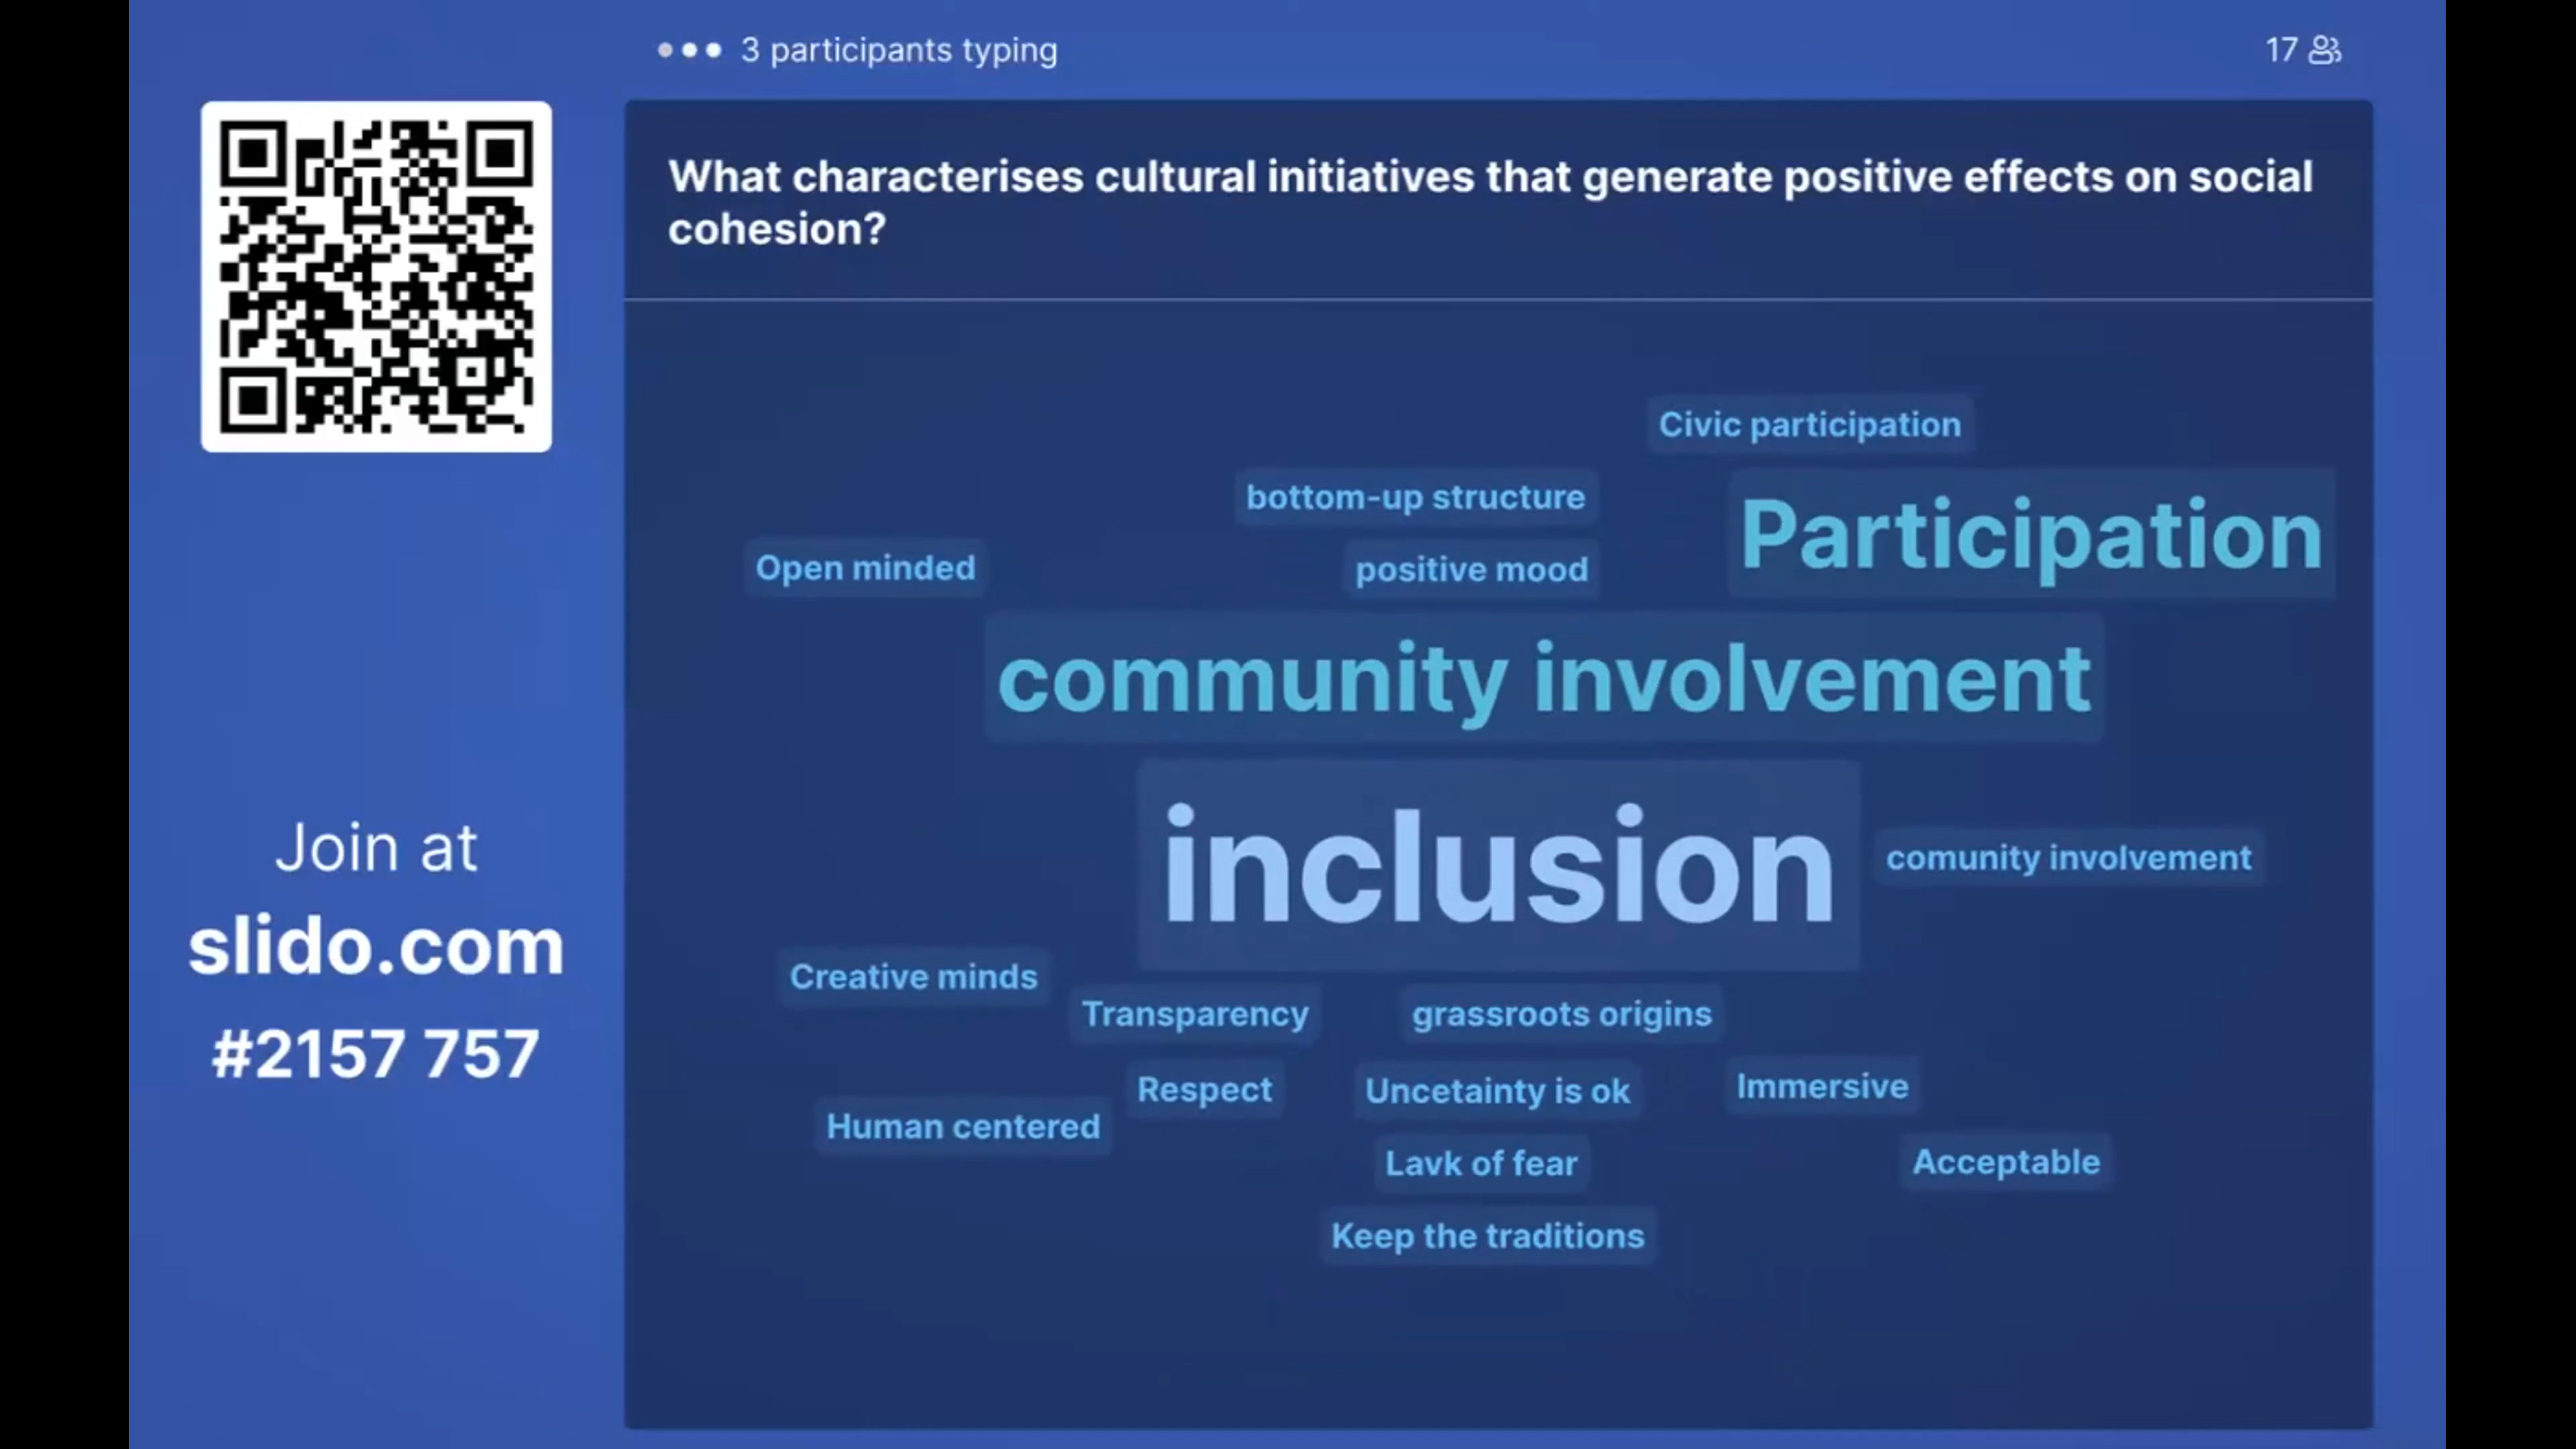 3 participants typing
17
What characterises cultural initiatives that generate positive effects on social
cohesion?
Civic participation
bottom-up structure
Participation
Open minded
positive mood
community involvement
inclusion
comunity involvement
Creative minds
Transparency
grassroots origins
Respect
Uncetainty is ok
Immersive
Human centered
Lavk of fear
Acceptable
Keep the traditions
Join at
slido.com
#2157 757